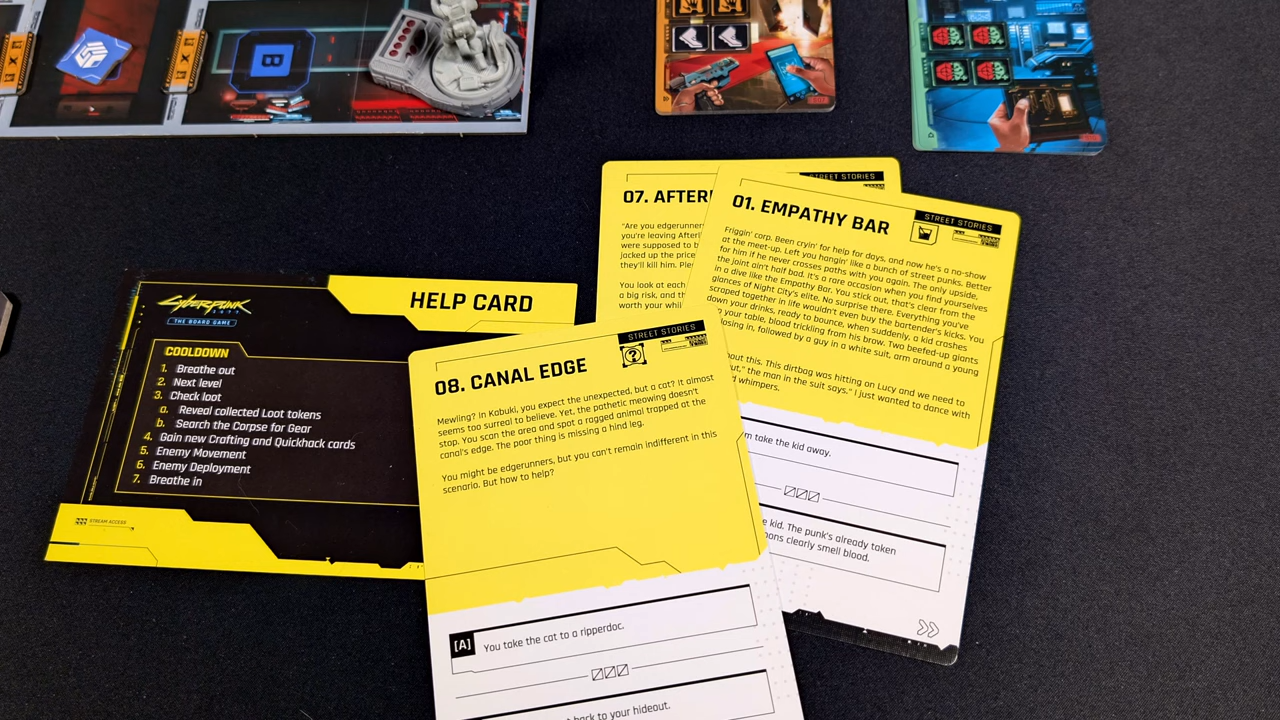 B
07. AFTER
STREET STORIES
"Are you edgerunner
you're leaving Afterl
were supposed to b
jacked up the price
they'll kill him. Ple
You look at each
a big risk, and th
worth your whil
01. EMPATHY BAR
STREET STORIES
Friggin' corp. Been cryin' for help for days, and now he's a no-show
at the meet-up. Left you hangin' like a bunch of street punks. Better
for him if he never crosses paths with you again. The only upside,
the joint ain't half bad. It's a rare occasion when you find yourselves
in a dive like the Empathy Bar. You stick out, that's clear from the
glances of Night City's elite. No surprise there. Everything you've
scraped together in life wouldn't even buy the bartender's kicks. You
down your drinks, ready to bounce, when suddenly, a kid crashes
o your table, blood trickling from his brow. Two beefed-up giants
losing in, followed by a guy in a white suit, arm around a young
bout this. This dirtbag was hitting on Lucy and we need to
ut," the man in the suit says." I just wanted to dance with
d whimpers.
m take the kid away.
e kid. The punk's already taken
oons clearly smell blood.
CYBERPUNK
2077
THE BOARD GAME
HELP CARD
COOLDOWN
1. Breathe out
2. Next level
3. Check loot
a. Reveal collected Loot tokens
b. Search the Corpse for Gear
4. Gain new Crafting and Quickhack cards
5. Enemy Movement
6. Enemy Deployment
7. Breathe in
STREAM ACCESS
08. CANAL EDGE
STREET STORIES
Mewling? In Kabuki, you expect the unexpected, but a cat? It almost
seems too surreal to believe. Yet, the pathetic meowing doesn't
stop. You scan the area and spot a ragged animal trapped at the
canal's edge. The poor thing is missing a hind leg.
You might be edgerunners, but you can't remain indifferent in this
scenario. But how to help?
[A] You take the cat to a ripperdoc.
t back to your hideout.